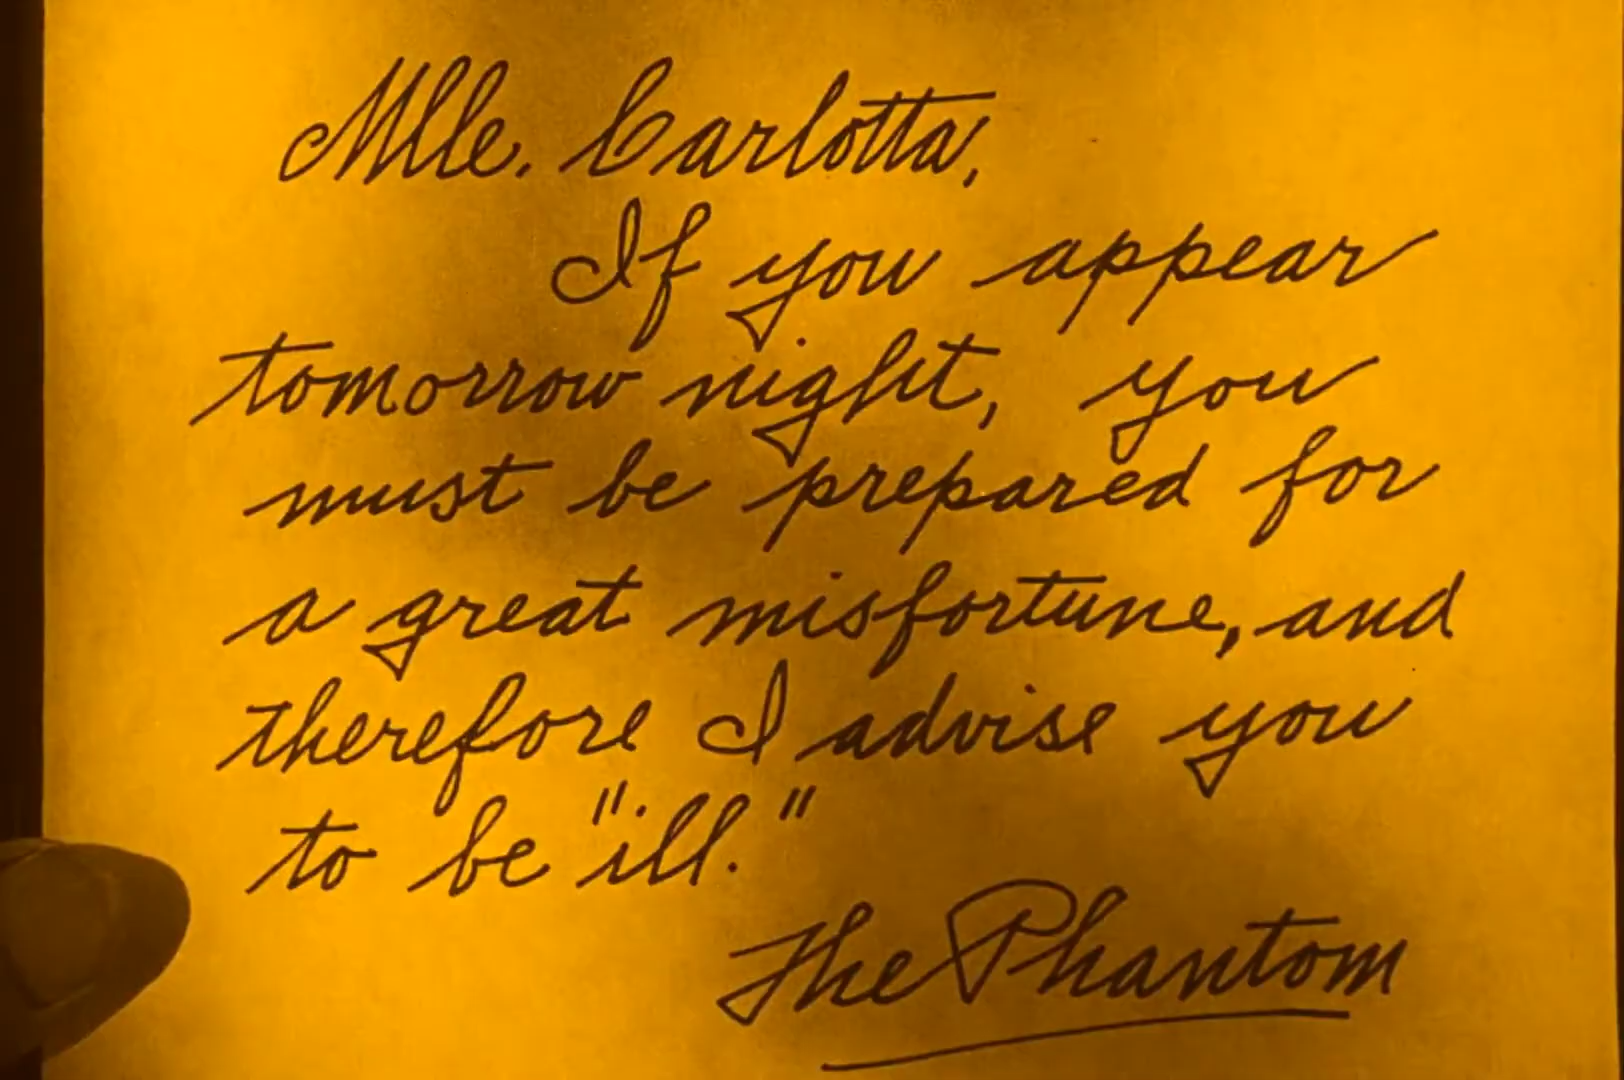 Mlle. Carlotta,
If you appear
tomorrow night, you
must be prepared for
a great misfortune, and
therefore I advise you
to be "ill."
The Phantom